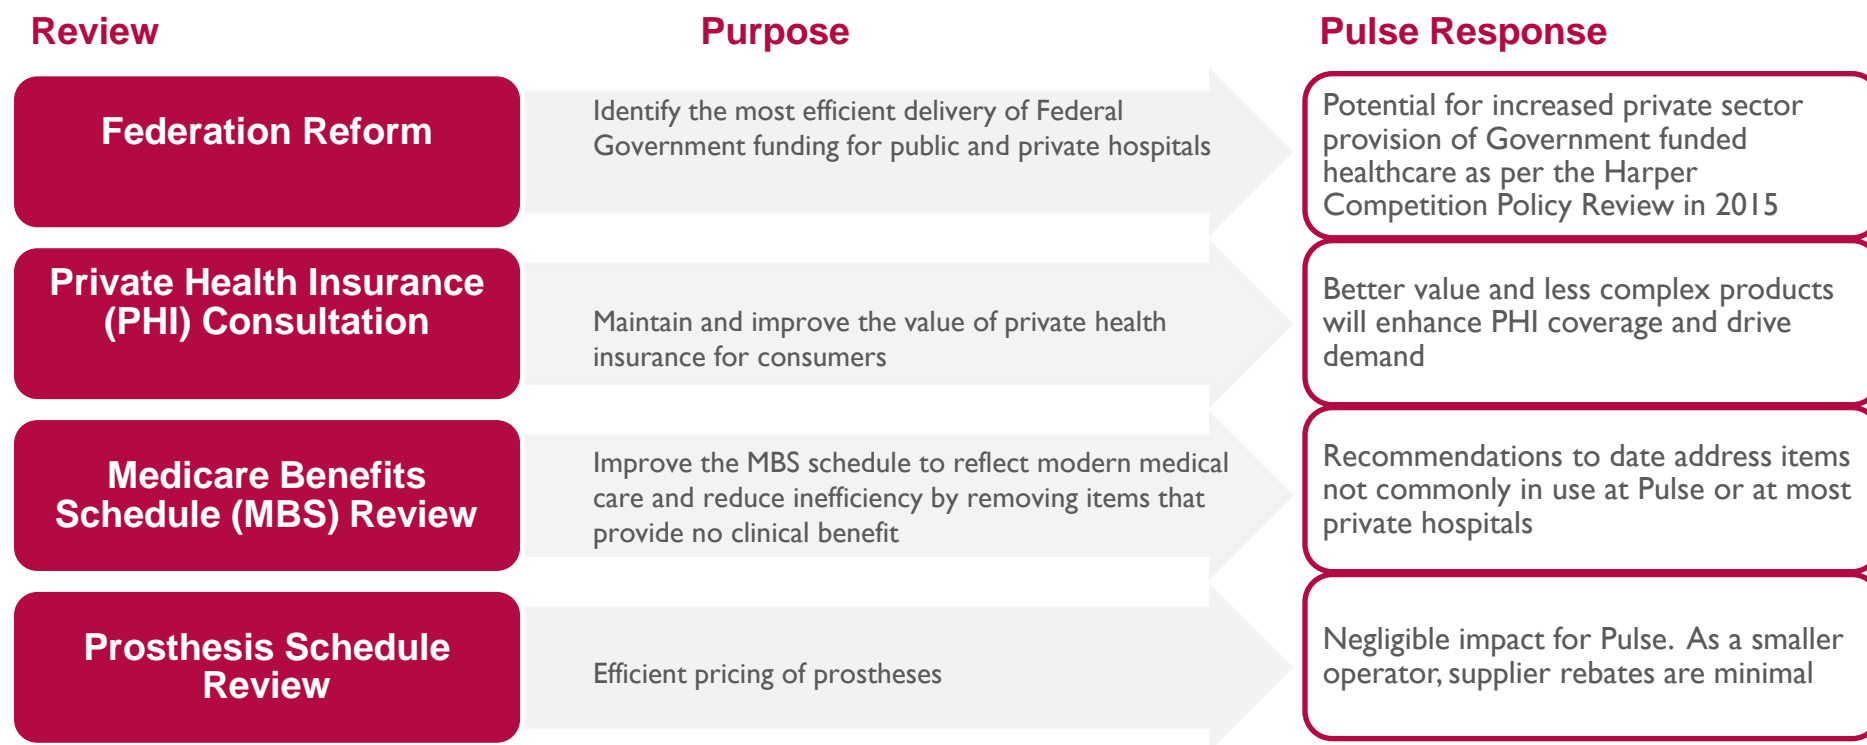 Review
Purpose
Pulse Response
Federation Reform
Identify the most efficient delivery of Federal
Government funding for public and private hospitals
Potential for increased private sector
provision of Government funded
healthcare as per the Harper
Competition Policy Review in 2015
Private Health Insurance
(PHI) Consultation
Maintain and improve the value of private health
insurance for consumers
Better value and less complex products
will enhance PHI coverage and drive
demand
Medicare Benefits
Schedule (MBS) Review
Improve the MBS schedule to reflect modern medical
care and reduce inefficiency by removing items that
provide no clinical benefit
Recommendations to date address items
not commonly in use at Pulse or at most
private hospitals
Prosthesis Schedule
Review
Efficient pricing of prostheses
Negligible impact for Pulse. As a smaller
operator, supplier rebates are minimal